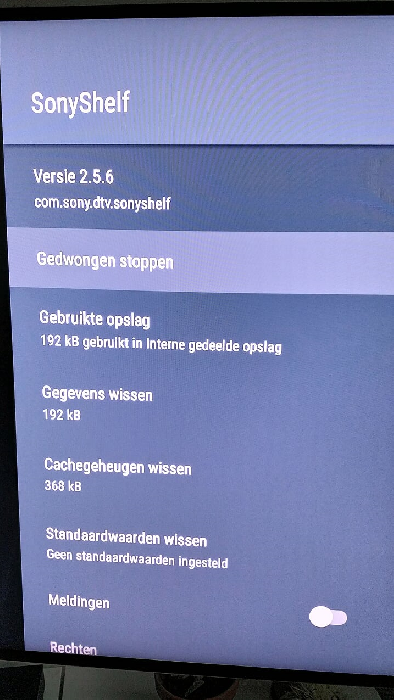 SonyShelf
Versie 2.5.6
com.sony.dtv.sonyshelf
Gedwongen stoppen
Gebruikte opslag
192 kB gebruikt in Interne gedeelde opslag
Gegevens wissen
192 kB
Cachegeheugen wissen
368 kB
Standaardwaarden wissen
Geen standaardwaarden ingesteld
Meldingen
Rechten